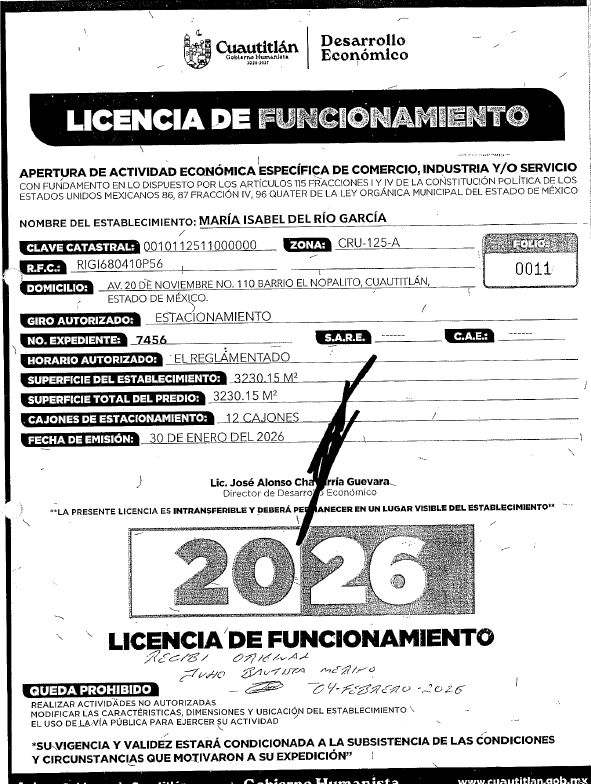 Cuautitlán
Gobierno Humanista
2025-2027
Desarrollo
Económico
LICENCIA DE FUNCIONAMIENTO
APERTURA DE ACTIVIDAD ECONÓMICA ESPECÍFICA DE COMERCIO, INDUSTRIA Y/O SERVICIO
CON FUNDAMENTO EN LO DISPUESTO POR LOS ARTÍCULOS 115 FRACCIONES I Y IV DE LA CONSTITUCIÓN POLÍTICA DE LOS
ESTADOS UNIDOS MEXICANOS 86, 87 FRACCIÓN IV, 96 QUATER DE LA LEY ORGÁNICA MUNICIPAL DEL ESTADO DE MÉXICO
NOMBRE DEL ESTABLECIMIENTO: MARÍA ISABEL DEL RÍO GARCÍA
CLAVE CATASTRAL: 0010112511000000 ZONA: CRU-125-A
FOLIO:
0011
R.F.C.: RIGI680410P56
DOMICILIO: AV. 20 DE NOVIEMBRE NO. 110 BARRIO EL NOPALITO, CUAUTITLÁN,
ESTADO DE MÉXICO.
GIRO AUTORIZADO: ESTACIONAMIENTO
NO. EXPEDIENTE: 7456 S.A.R.E.: ------ C.A.E.: ------
HORARIO AUTORIZADO: EL REGLAMENTADO
SUPERFICIE DEL ESTABLECIMIENTO: 3230.15 M²
SUPERFICIE TOTAL DEL PREDIO: 3230.15 M²
CAJONES DE ESTACIONAMIENTO: 12 CAJONES
FECHA DE EMISIÓN: 30 DE ENERO DEL 2026
Lic. José Alonso Chavarría Guevara
Director de Desarrollo Económico
**LA PRESENTE LICENCIA ES INTRANSFERIBLE Y DEBERÁ PERMANECER EN UN LUGAR VISIBLE DEL ESTABLECIMIENTO**
2026
LICENCIA DE FUNCIONAMIENTO
RECIBI ORIGINAL
JULIO BAUTISTA MERINO
04-FEBRERO-2026
QUEDA PROHIBIDO
REALIZAR ACTIVIDADES NO AUTORIZADAS
MODIFICAR LAS CARACTERÍSTICAS, DIMENSIONES Y UBICACIÓN DEL ESTABLECIMIENTO
EL USO DE LA VÍA PÚBLICA PARA EJERCER SU ACTIVIDAD
"SU VIGENCIA Y VALIDEZ ESTARÁ CONDICIONADA A LA SUBSISTENCIA DE LAS CONDICIONES
Y CIRCUNSTANCIAS QUE MOTIVARON A SU EXPEDICIÓN"
Gobierno Humanista
www.cuautitlan.gob.mx